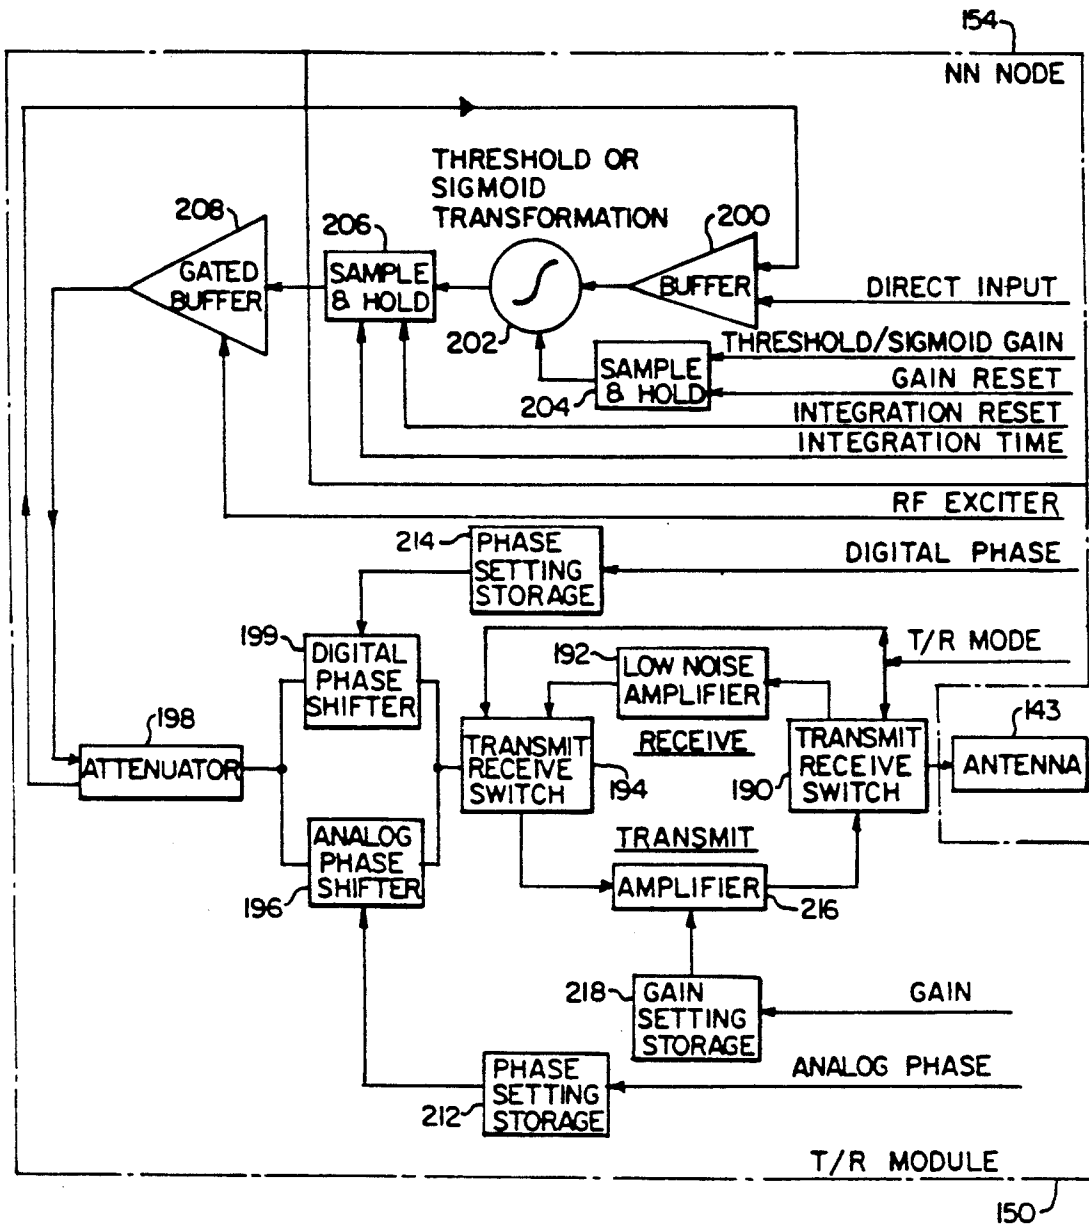 154
NN NODE
THRESHOLD OR
SIGMOID
TRANSFORMATION
208
206
200
GATED
BUFFER
SAMPLE
& HOLD
BUFFER
DIRECT INPUT
202
THRESHOLD/SIGMOID GAIN
SAMPLE
& HOLD
204
GAIN RESET
INTEGRATION RESET
INTEGRATION TIME
RF EXCITER
214
PHASE
SETTING
STORAGE
DIGITAL PHASE
199
DIGITAL
PHASE
SHIFTER
192
LOW NOISE
AMPLIFIER
T/R MODE
198
ATTENUATOR
TRANSMIT
RECEIVE
SWITCH
194
RECEIVE
190
TRANSMIT
RECEIVE
SWITCH
143
ANTENNA
ANALOG
PHASE
SHIFTER
196
TRANSMIT
AMPLIFIER
216
218
GAIN
SETTING
STORAGE
GAIN
PHASE
SETTING
STORAGE
212
ANALOG PHASE
T/R MODULE
150